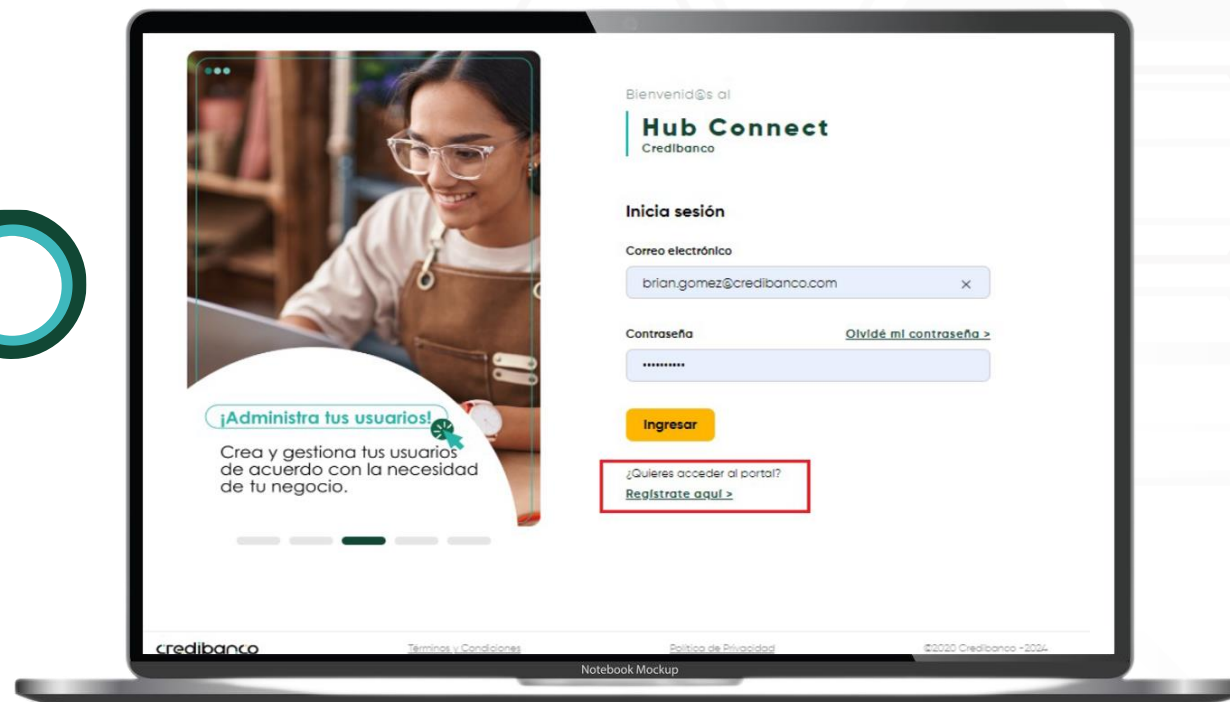 ¡Administra tus usuarios!
Crea y gestiona tus usuarios
de acuerdo con la necesidad
de tu negocio.
Bienvenid@s al
Hub Connect
Credibanco
Inicia sesión
Correo electrónico
brian.gomez@credibanco.com ×
Contraseña Olvidé mi contraseña >
••••••••••
Ingresar
¿Quieres acceder al portal?
Regístrate aquí >
credibanco Términos y Condiciones Política de Privacidad ©2020 Credibanco -2024
Notebook Mockup